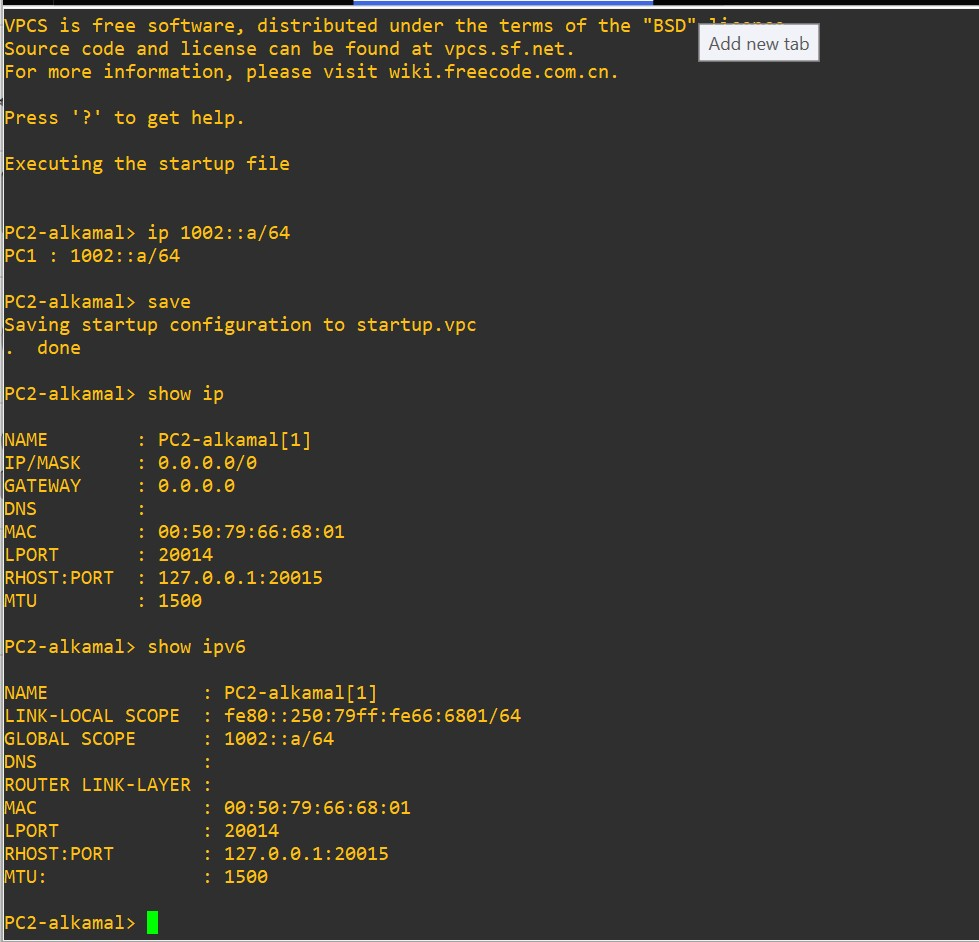 VPCS is free software, distributed under the terms of the "BSD"
Add new tab
Source code and license can be found at vpcs.sf.net.
For more information, please visit wiki.freecode.com.cn.
Press '?' to get help.
Executing the startup file
PC2-alkamal> ip 1002::a/64
PC1 : 1002::a/64
PC2-alkamal> save
Saving startup configuration to startup.vpc
.  done
PC2-alkamal> show ip
NAME        : PC2-alkamal[1]
IP/MASK     : 0.0.0.0/0
GATEWAY     : 0.0.0.0
DNS         :
MAC         : 00:50:79:66:68:01
LPORT       : 20014
RHOST:PORT  : 127.0.0.1:20015
MTU         : 1500
PC2-alkamal> show ipv6
NAME              : PC2-alkamal[1]
LINK-LOCAL SCOPE  : fe80::250:79ff:fe66:6801/64
GLOBAL SCOPE      : 1002::a/64
DNS               :
ROUTER LINK-LAYER :
MAC               : 00:50:79:66:68:01
LPORT             : 20014
RHOST:PORT        : 127.0.0.1:20015
MTU:              : 1500
PC2-alkamal>